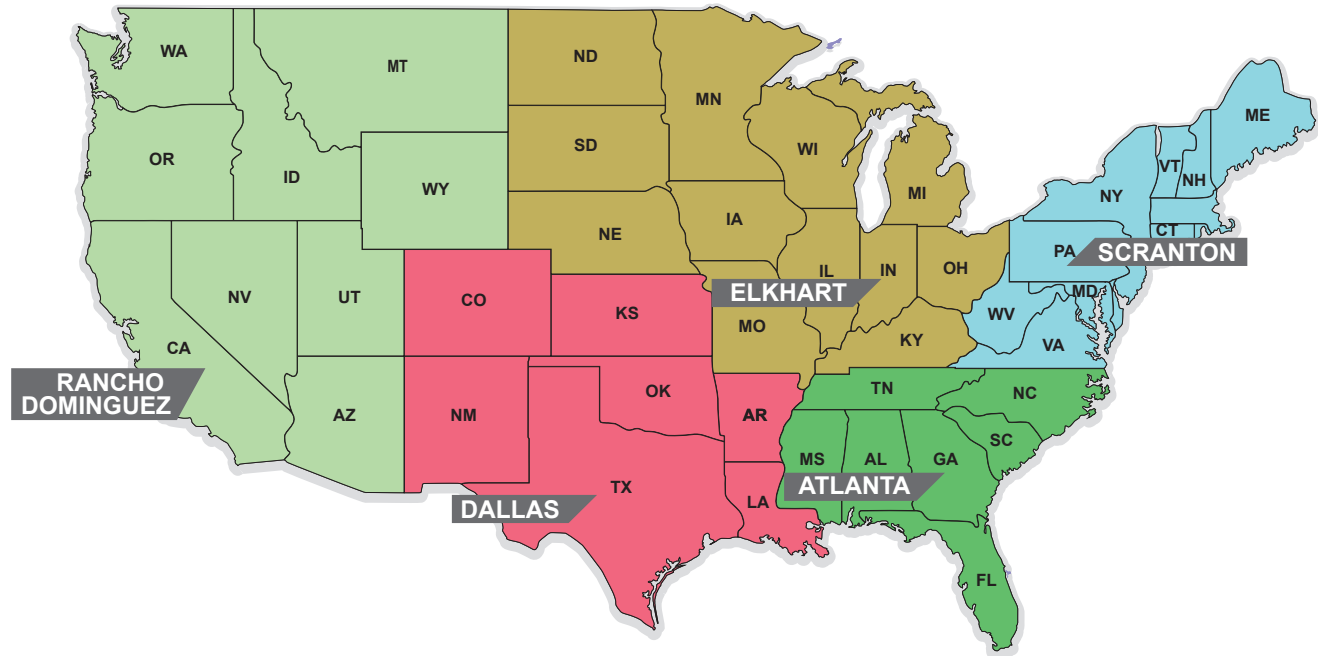 WA
MT
ND
MN
ME
OR
ID
SD
WI
VT
NH
WY
MI
NY
NE
IA
CT
PA
SCRANTON
NV
UT
CO
KS
IL
IN
OH
MD
ELKHART
MO
WV
VA
CA
KY
RANCHO
DOMINGUEZ
AZ
NM
OK
AR
TN
NC
SC
MS
AL
GA
ATLANTA
TX
LA
DALLAS
FL